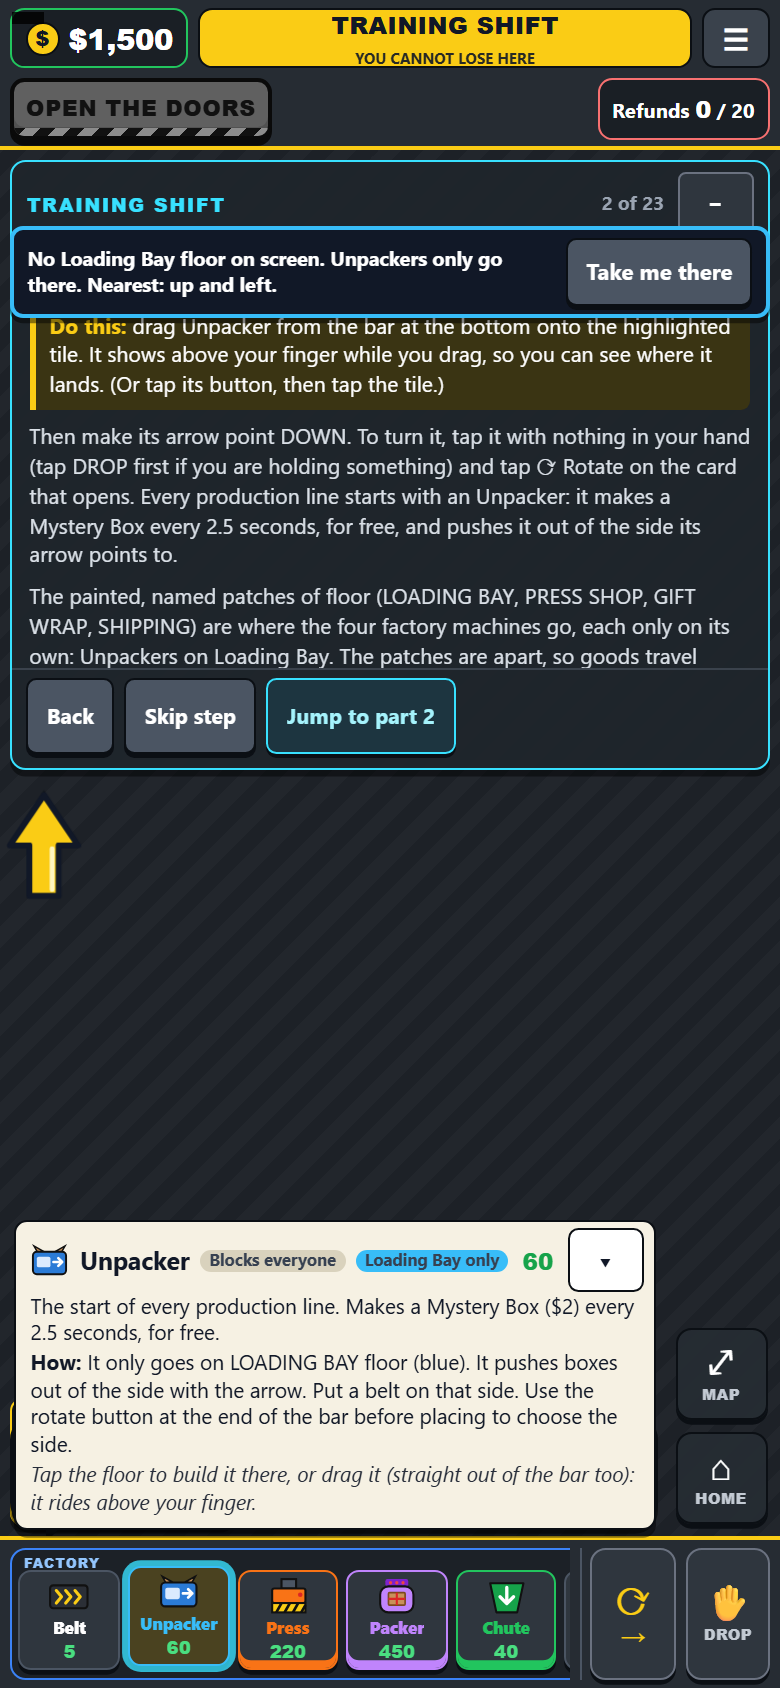 $ $1,500
TRAINING SHIFT
YOU CANNOT LOSE HERE
OPEN THE DOORS
Refunds 0 / 20
TRAINING SHIFT
2 of 23
–
No Loading Bay floor on screen. Unpackers only go
there. Nearest: up and left.
Take me there
Do this: drag Unpacker from the bar at the bottom onto the highlighted
tile. It shows above your finger while you drag, so you can see where it
lands. (Or tap its button, then tap the tile.)
Then make its arrow point DOWN. To turn it, tap it with nothing in your hand
(tap DROP first if you are holding something) and tap ⟳ Rotate on the card
that opens. Every production line starts with an Unpacker: it makes a
Mystery Box every 2.5 seconds, for free, and pushes it out of the side its
arrow points to.
The painted, named patches of floor (LOADING BAY, PRESS SHOP, GIFT
WRAP, SHIPPING) are where the four factory machines go, each only on its
own: Unpackers on Loading Bay. The patches are apart, so goods travel
Back
Skip step
Jump to part 2
Unpacker
Blocks everyone
Loading Bay only
60
▼
The start of every production line. Makes a Mystery Box ($2) every
2.5 seconds, for free.
How: It only goes on LOADING BAY floor (blue). It pushes boxes
out of the side with the arrow. Put a belt on that side. Use the
rotate button at the end of the bar before placing to choose the
side.
Tap the floor to build it there, or drag it (straight out of the bar too):
it rides above your finger.
MAP
HOME
FACTORY
Belt
5
Unpacker
60
Press
220
Packer
450
Chute
40
⟳
→
DROP